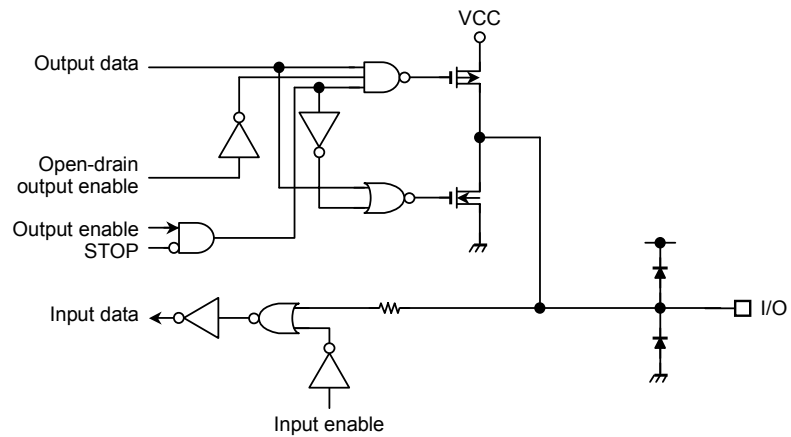 VCC
Output data
Open-drain
output enable
Output enable
STOP
Input data
I/O
Input enable